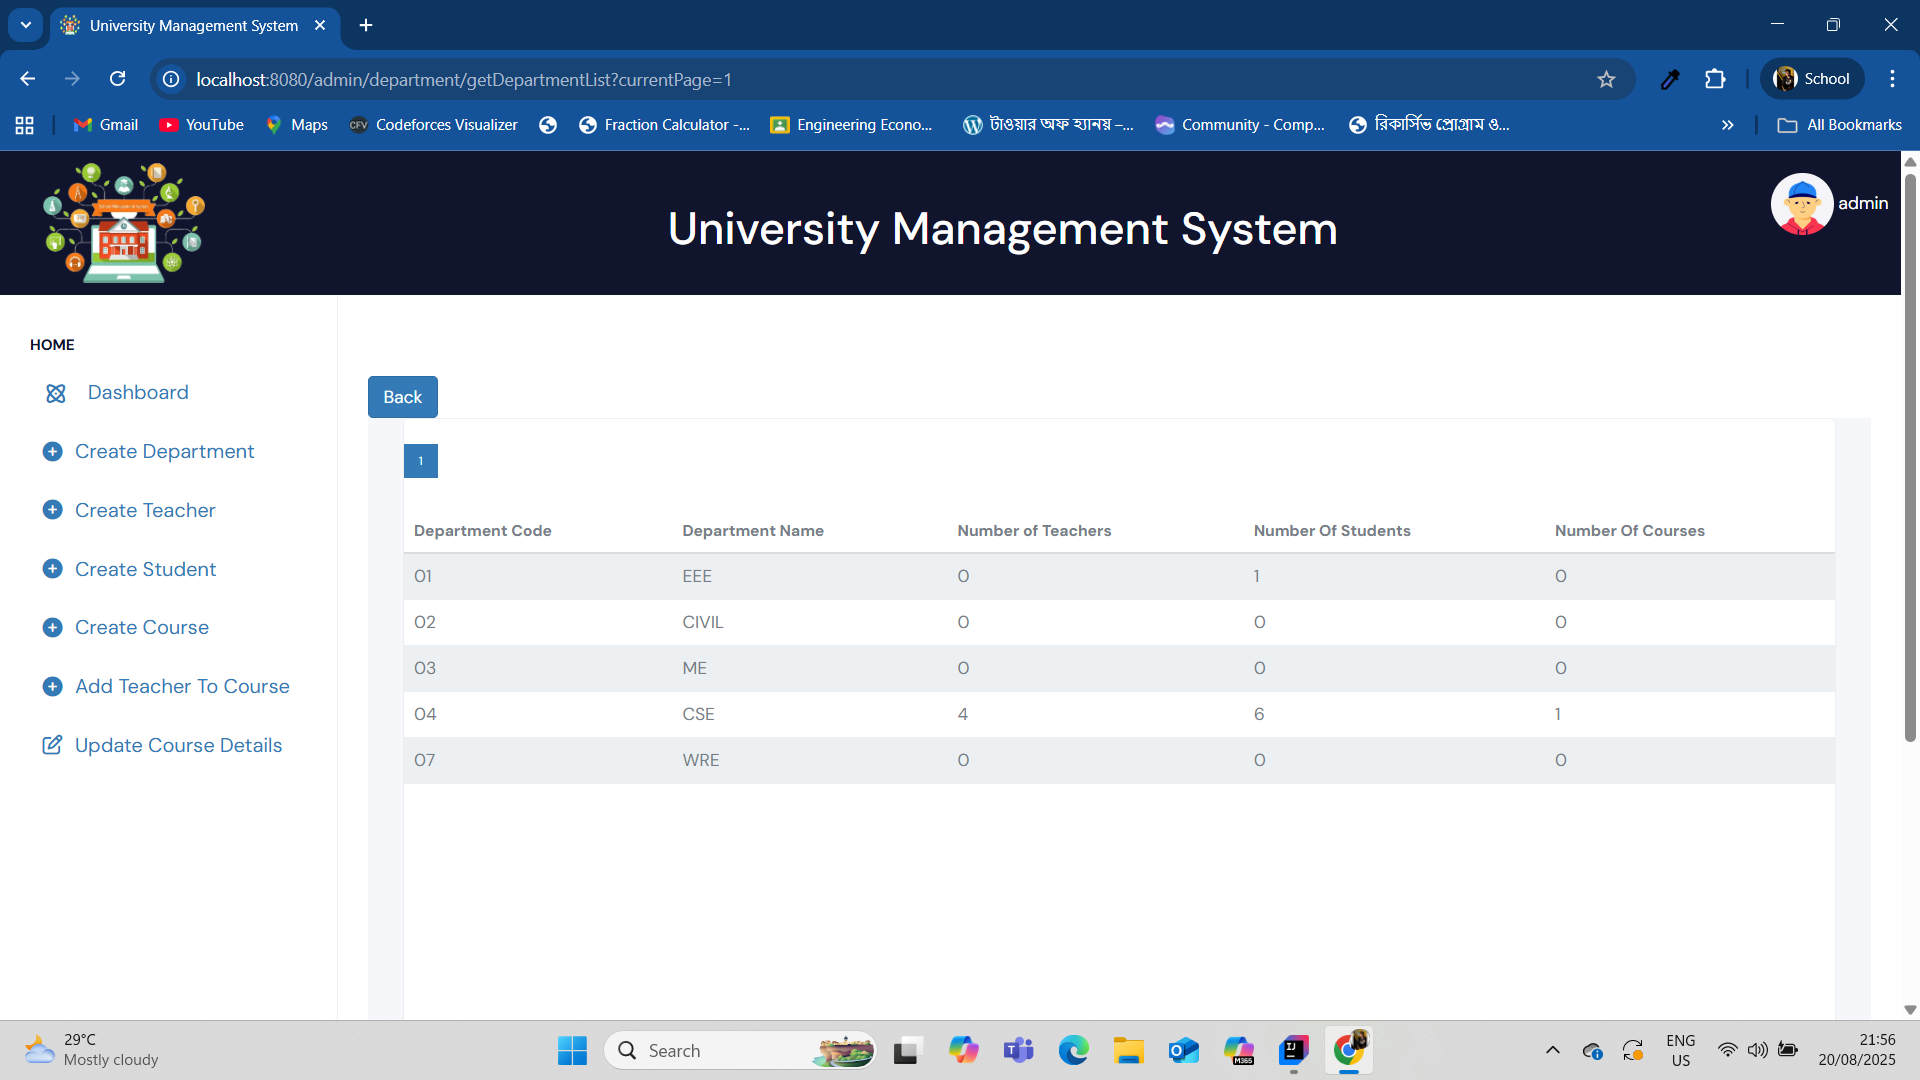 University Management System
localhost:8080/admin/department/getDepartmentList?currentPage=1
School
Gmail
YouTube
Maps
CFV
Codeforces Visualizer
Fraction Calculator -...
Engineering Econo...
টাওয়ার অফ হ্যানয় –...
Community - Comp...
রিকার্সিভ প্রোগ্রাম ও...
All Bookmarks
University Management System
admin
HOME
Dashboard
Create Department
Create Teacher
Create Student
Create Course
Add Teacher To Course
Update Course Details
Back
1
Department Code Department Name Number of Teachers Number Of Students Number Of Courses
01 EEE 0 1 0
02 CIVIL 0 0 0
03 ME 0 0 0
04 CSE 4 6 1
07 WRE 0 0 0
29°C
Mostly cloudy
Search
M365
ENG
US
21:56
20/08/2025